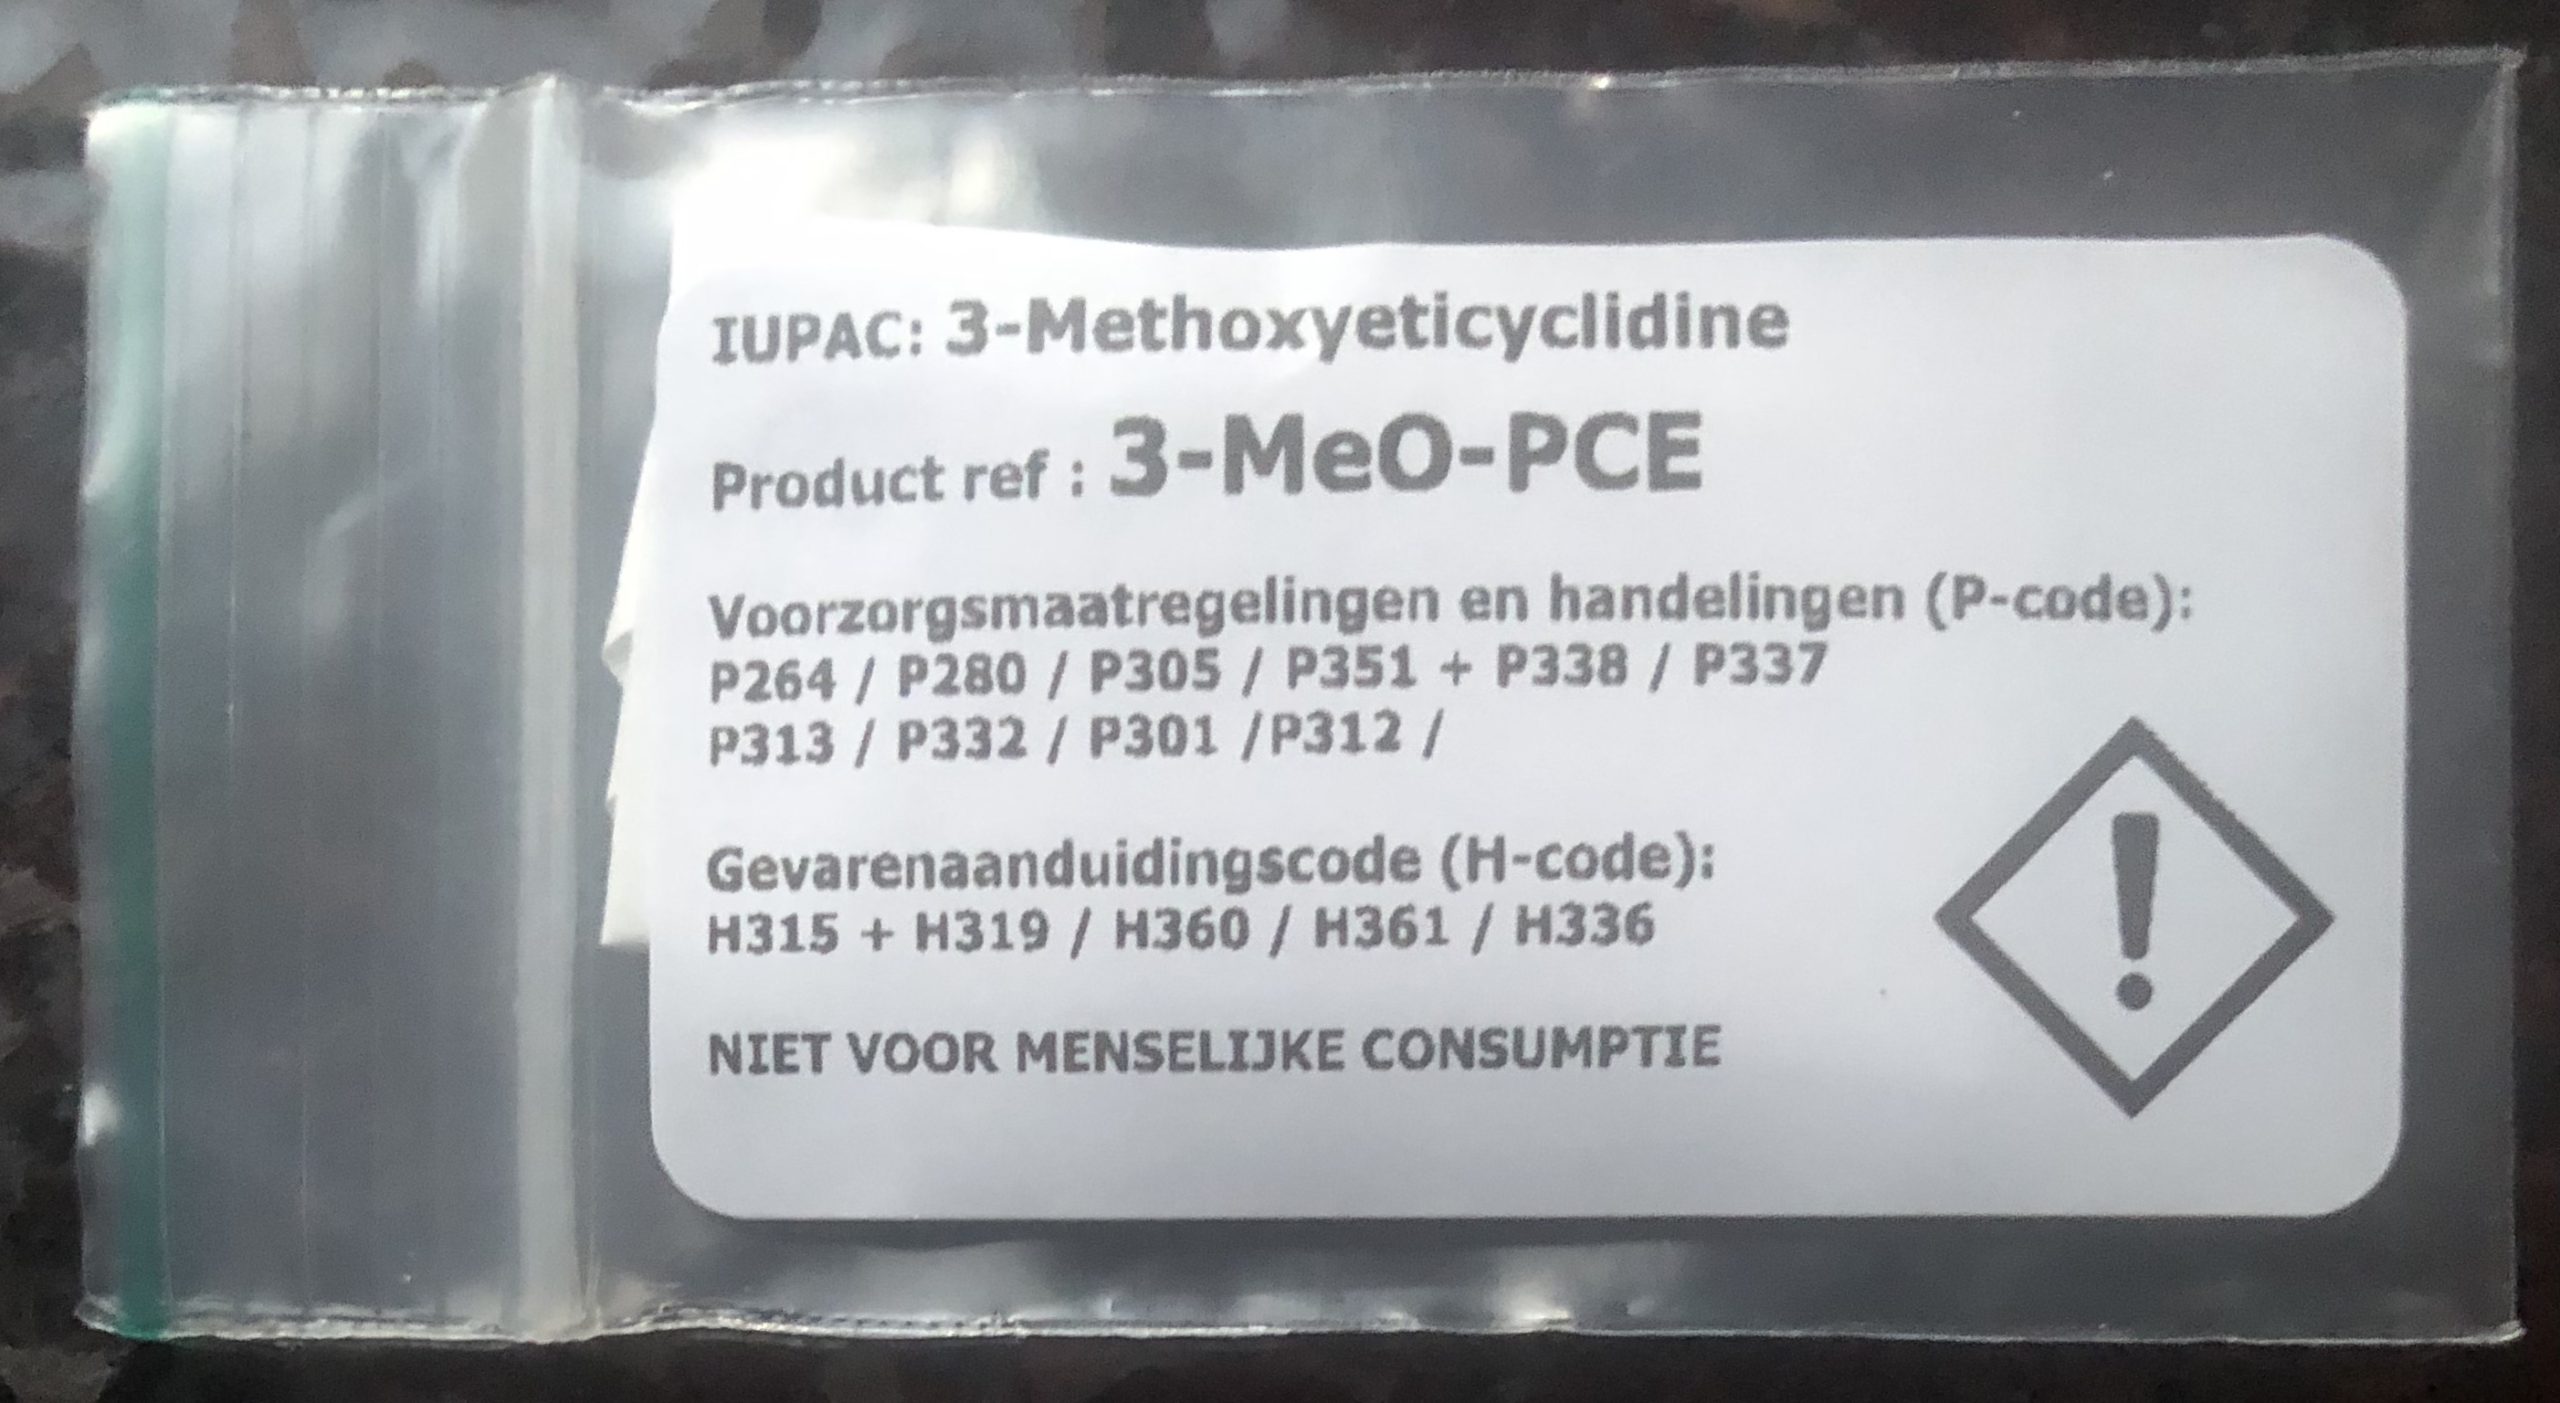 IUPAC: 3-Methoxyeticyclidine
Product ref : 3-MeO-PCE
Voorzorgsmaatregelingen en handelingen (P-code):
P264 / P280 / P305 / P351 + P338 / P337
P313 / P332 / P301 /P312 /
Gevarenaanduidingscode (H-code):
H315 + H319 / H360 / H361 / H336
NIET VOOR MENSELIJKE CONSUMPTIE
!